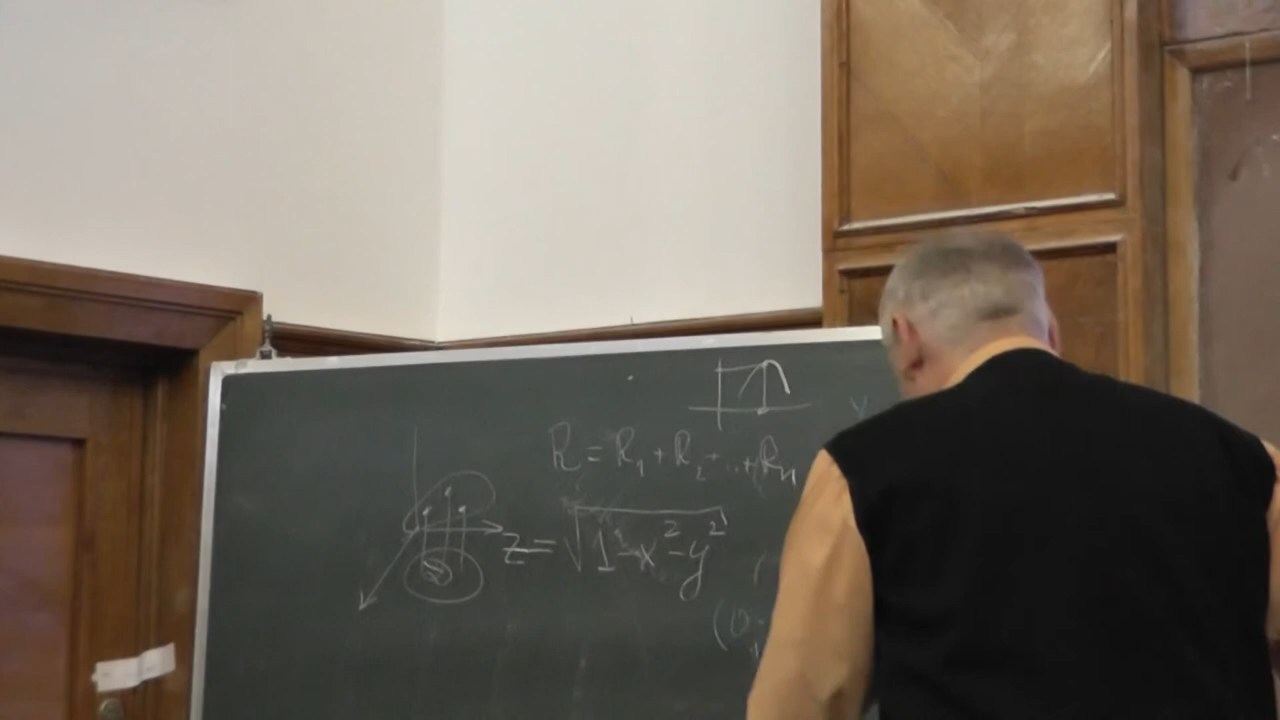 R = R₁ + R₂ + ... + Rₙ
z = √(1 - x² - y²)